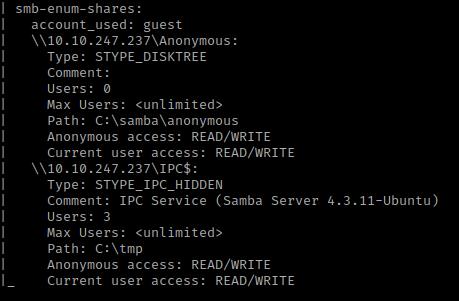 | smb-enum-shares:
|   account_used: guest
|   \\10.10.247.237\Anonymous:
|     Type: STYPE_DISKTREE
|     Comment:
|     Users: 0
|     Max Users: <unlimited>
|     Path: C:\samba\anonymous
|     Anonymous access: READ/WRITE
|     Current user access: READ/WRITE
|   \\10.10.247.237\IPC$:
|     Type: STYPE_IPC_HIDDEN
|     Comment: IPC Service (Samba Server 4.3.11-Ubuntu)
|     Users: 3
|     Max Users: <unlimited>
|     Path: C:\tmp
|     Anonymous access: READ/WRITE
|_    Current user access: READ/WRITE